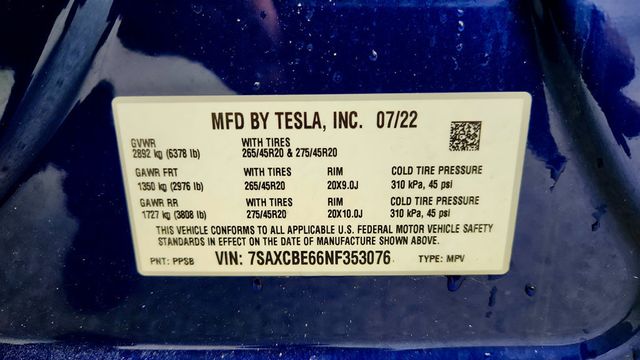 MFD BY TESLA, INC. 07/22
GVWR WITH TIRES
2892 kg (6378 lb) 265/45R20 & 275/45R20
GAWR FRT WITH TIRES RIM COLD TIRE PRESSURE
1350 kg (2976 lb) 265/45R20 20X9.0J 310 kPa, 45 psi
GAWR RR WITH TIRES RIM COLD TIRE PRESSURE
1727 kg (3808 lb) 275/45R20 20X10.0J 310 kPa, 45 psi
THIS VEHICLE CONFORMS TO ALL APPLICABLE U.S. FEDERAL MOTOR VEHICLE SAFETY
STANDARDS IN EFFECT ON THE DATE OF MANUFACTURE SHOWN ABOVE.
PNT: PPSB VIN: 7SAXCBE66NF353076 TYPE: MPV